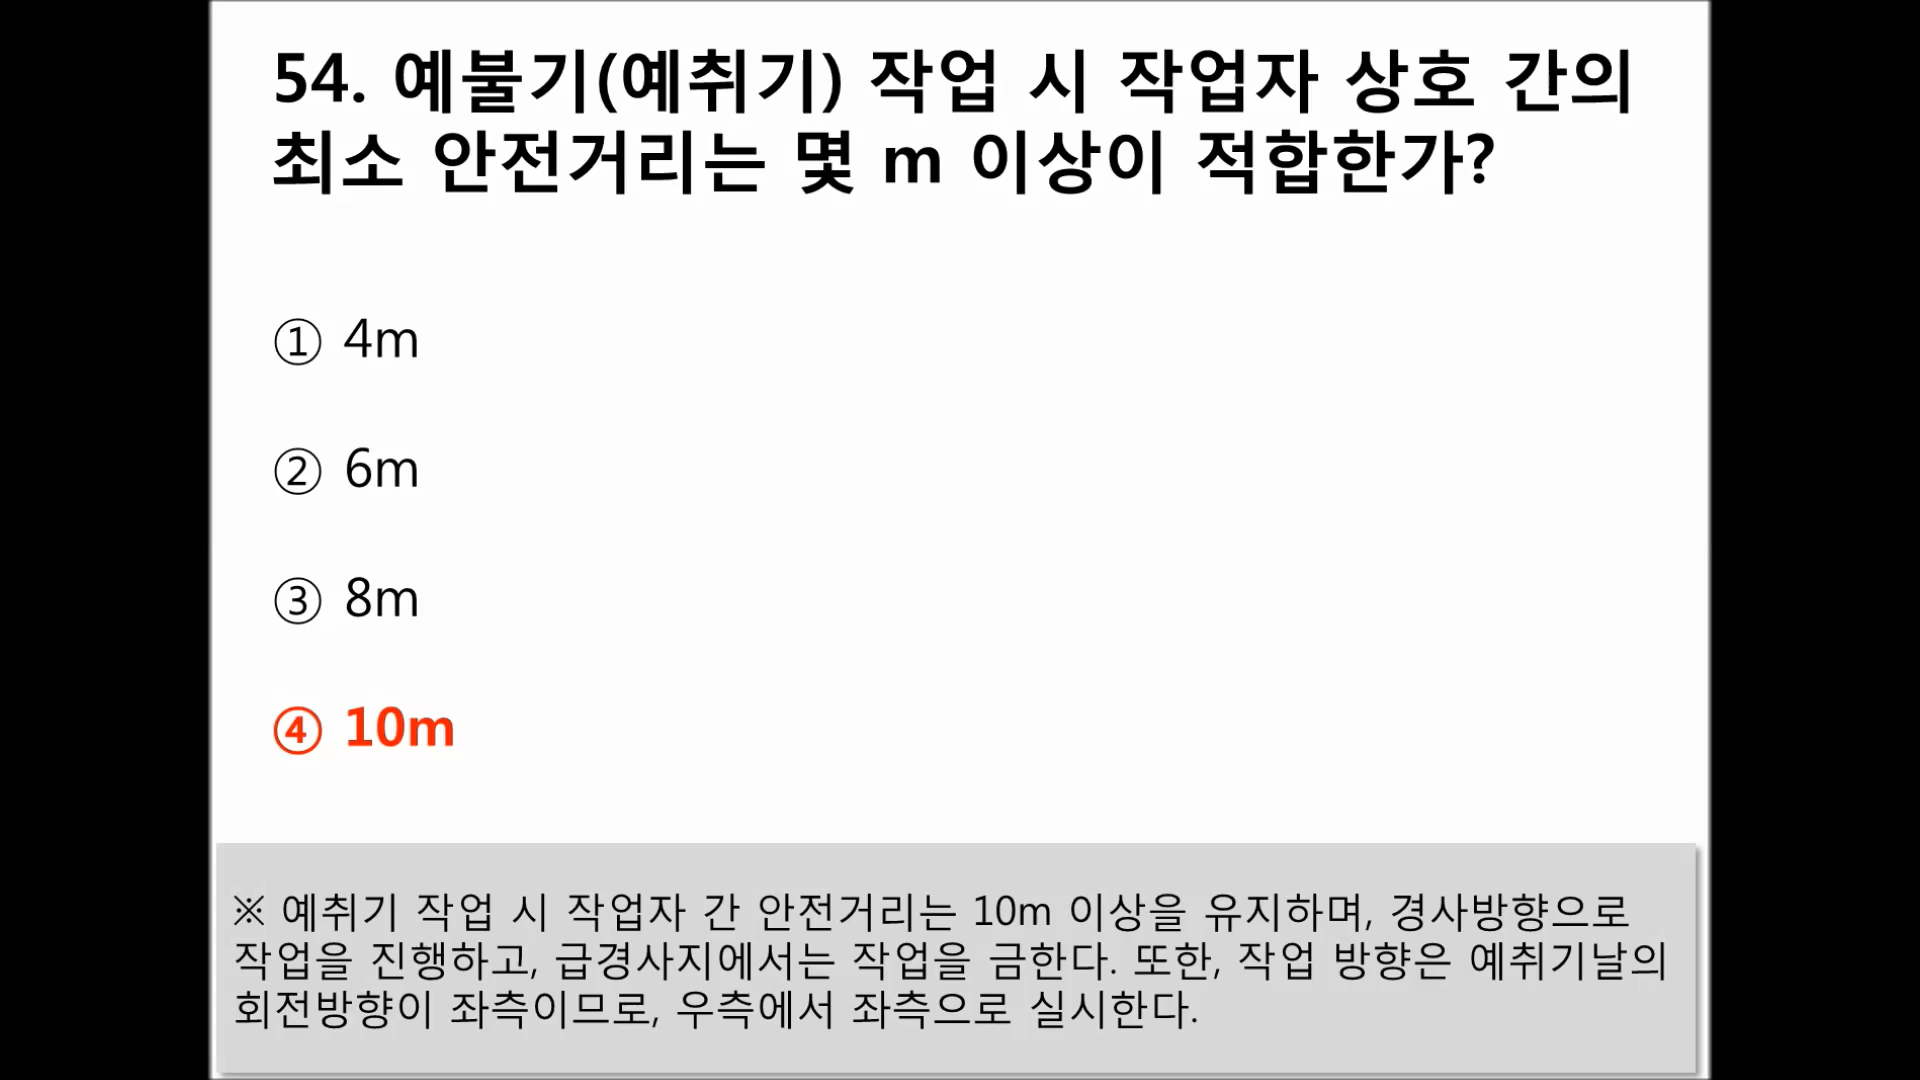 54. 예불기(예취기) 작업 시 작업자 상호 간의
최소 안전거리는 몇 m 이상이 적합한가?
① 4m
② 6m
③ 8m
④ 10m
※ 예취기 작업 시 작업자 간 안전거리는 10m 이상을 유지하며, 경사방향으로
작업을 진행하고, 급경사지에서는 작업을 금한다. 또한, 작업 방향은 예취기날의
회전방향이 좌측이므로, 우측에서 좌측으로 실시한다.